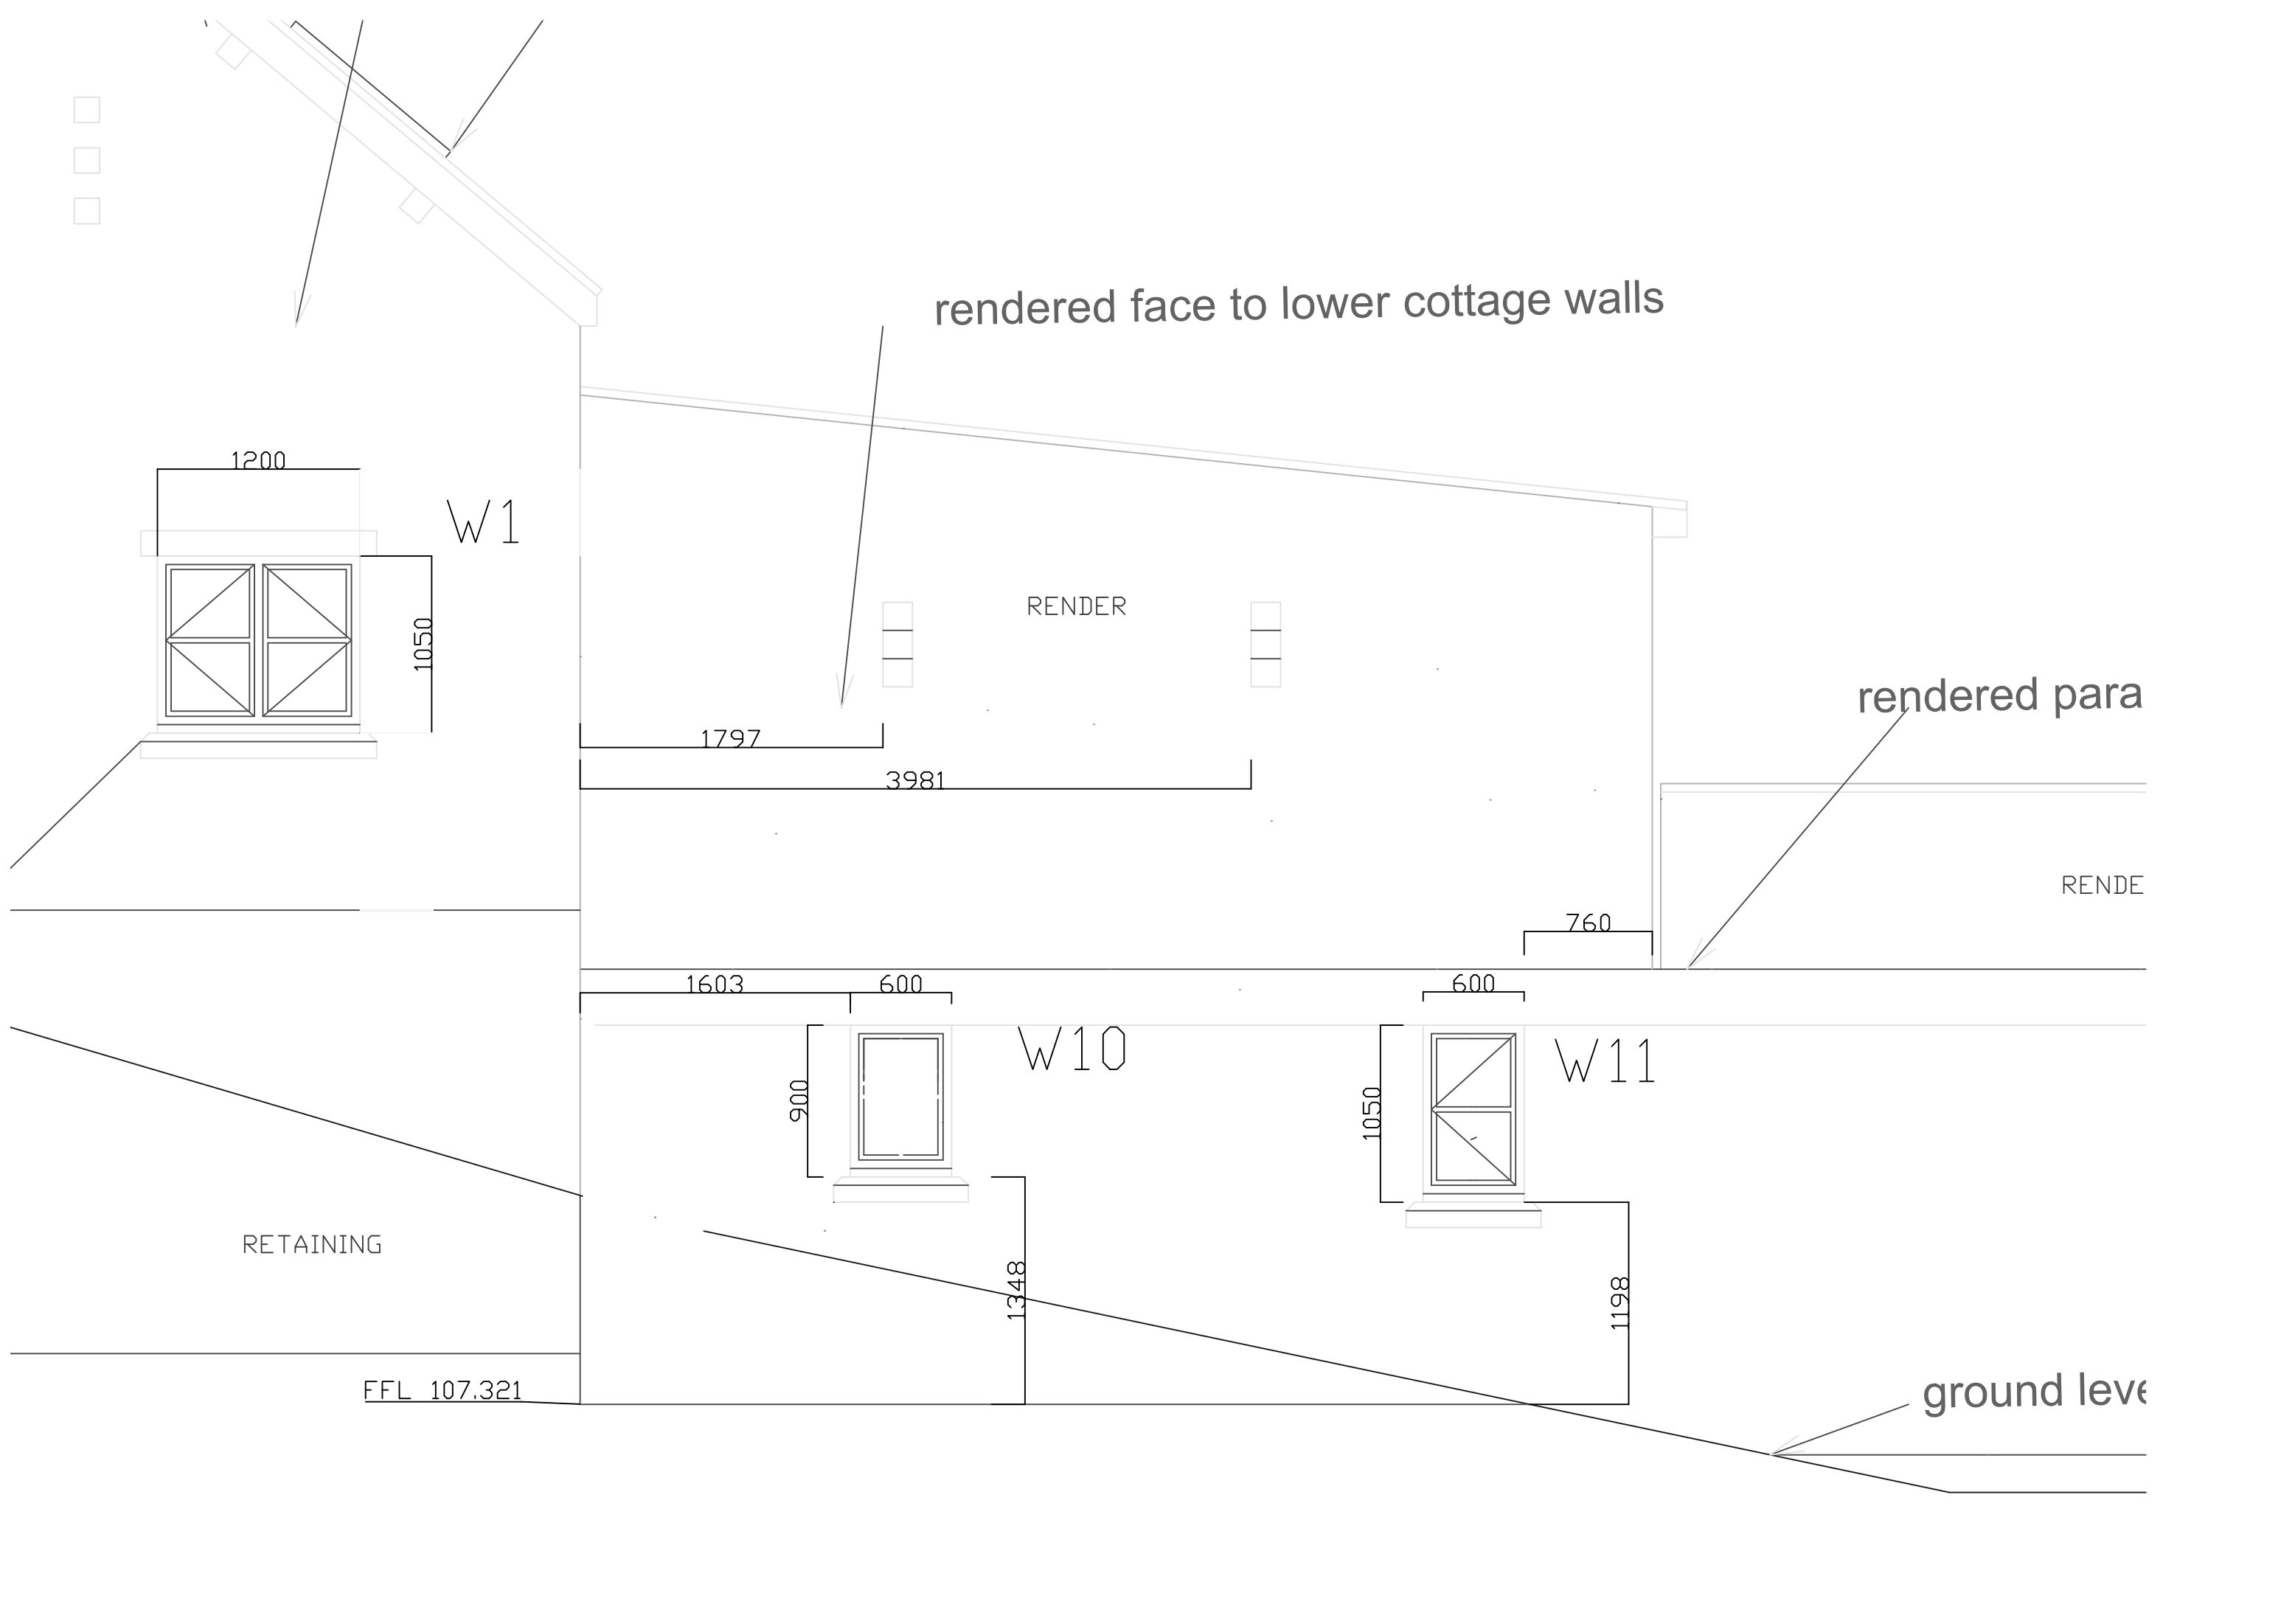 rendered face to lower cottage walls
1200
W1
1050
RENDER
rendered para
1797
3981
RENDE
760
1603
600
600
W10
W11
900
1050
RETAINING
1348
1198
FFL 107.321
ground leve